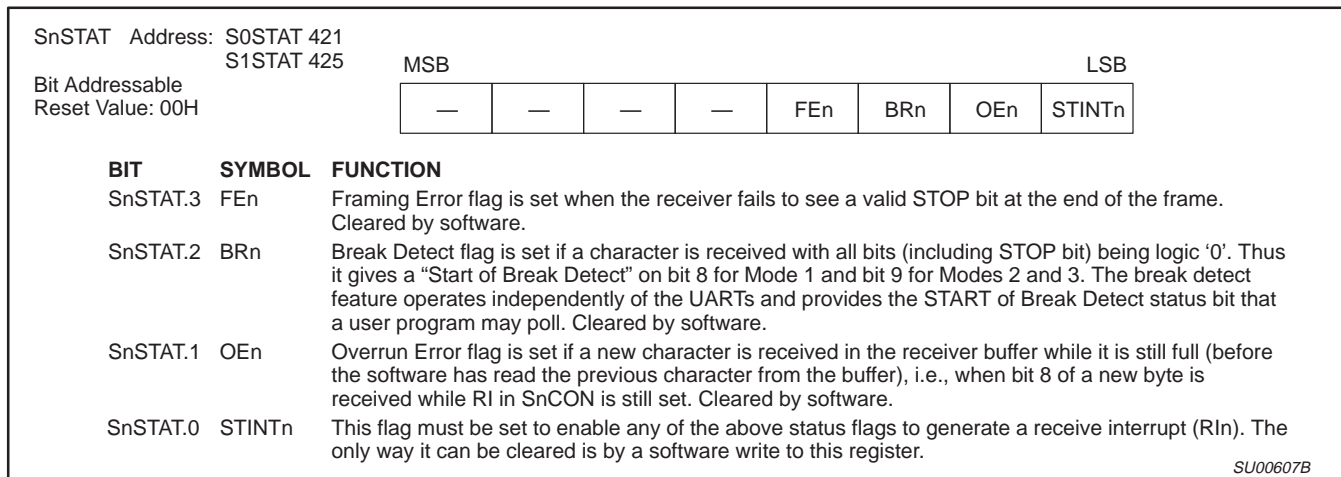 SnSTAT Address: S0STAT 421
S1STAT 425
MSB LSB
Bit Addressable
Reset Value: 00H
— — — — FEn BRn OEn STINTn
BIT SYMBOL FUNCTION
SnSTAT.3 FEn Framing Error flag is set when the receiver fails to see a valid STOP bit at the end of the frame.
Cleared by software.
SnSTAT.2 BRn Break Detect flag is set if a character is received with all bits (including STOP bit) being logic ‘0’. Thus
it gives a “Start of Break Detect” on bit 8 for Mode 1 and bit 9 for Modes 2 and 3. The break detect
feature operates independently of the UARTs and provides the START of Break Detect status bit that
a user program may poll. Cleared by software.
SnSTAT.1 OEn Overrun Error flag is set if a new character is received in the receiver buffer while it is still full (before
the software has read the previous character from the buffer), i.e., when bit 8 of a new byte is
received while RI in SnCON is still set. Cleared by software.
SnSTAT.0 STINTn This flag must be set to enable any of the above status flags to generate a receive interrupt (RIn). The
only way it can be cleared is by a software write to this register.
SU00607B